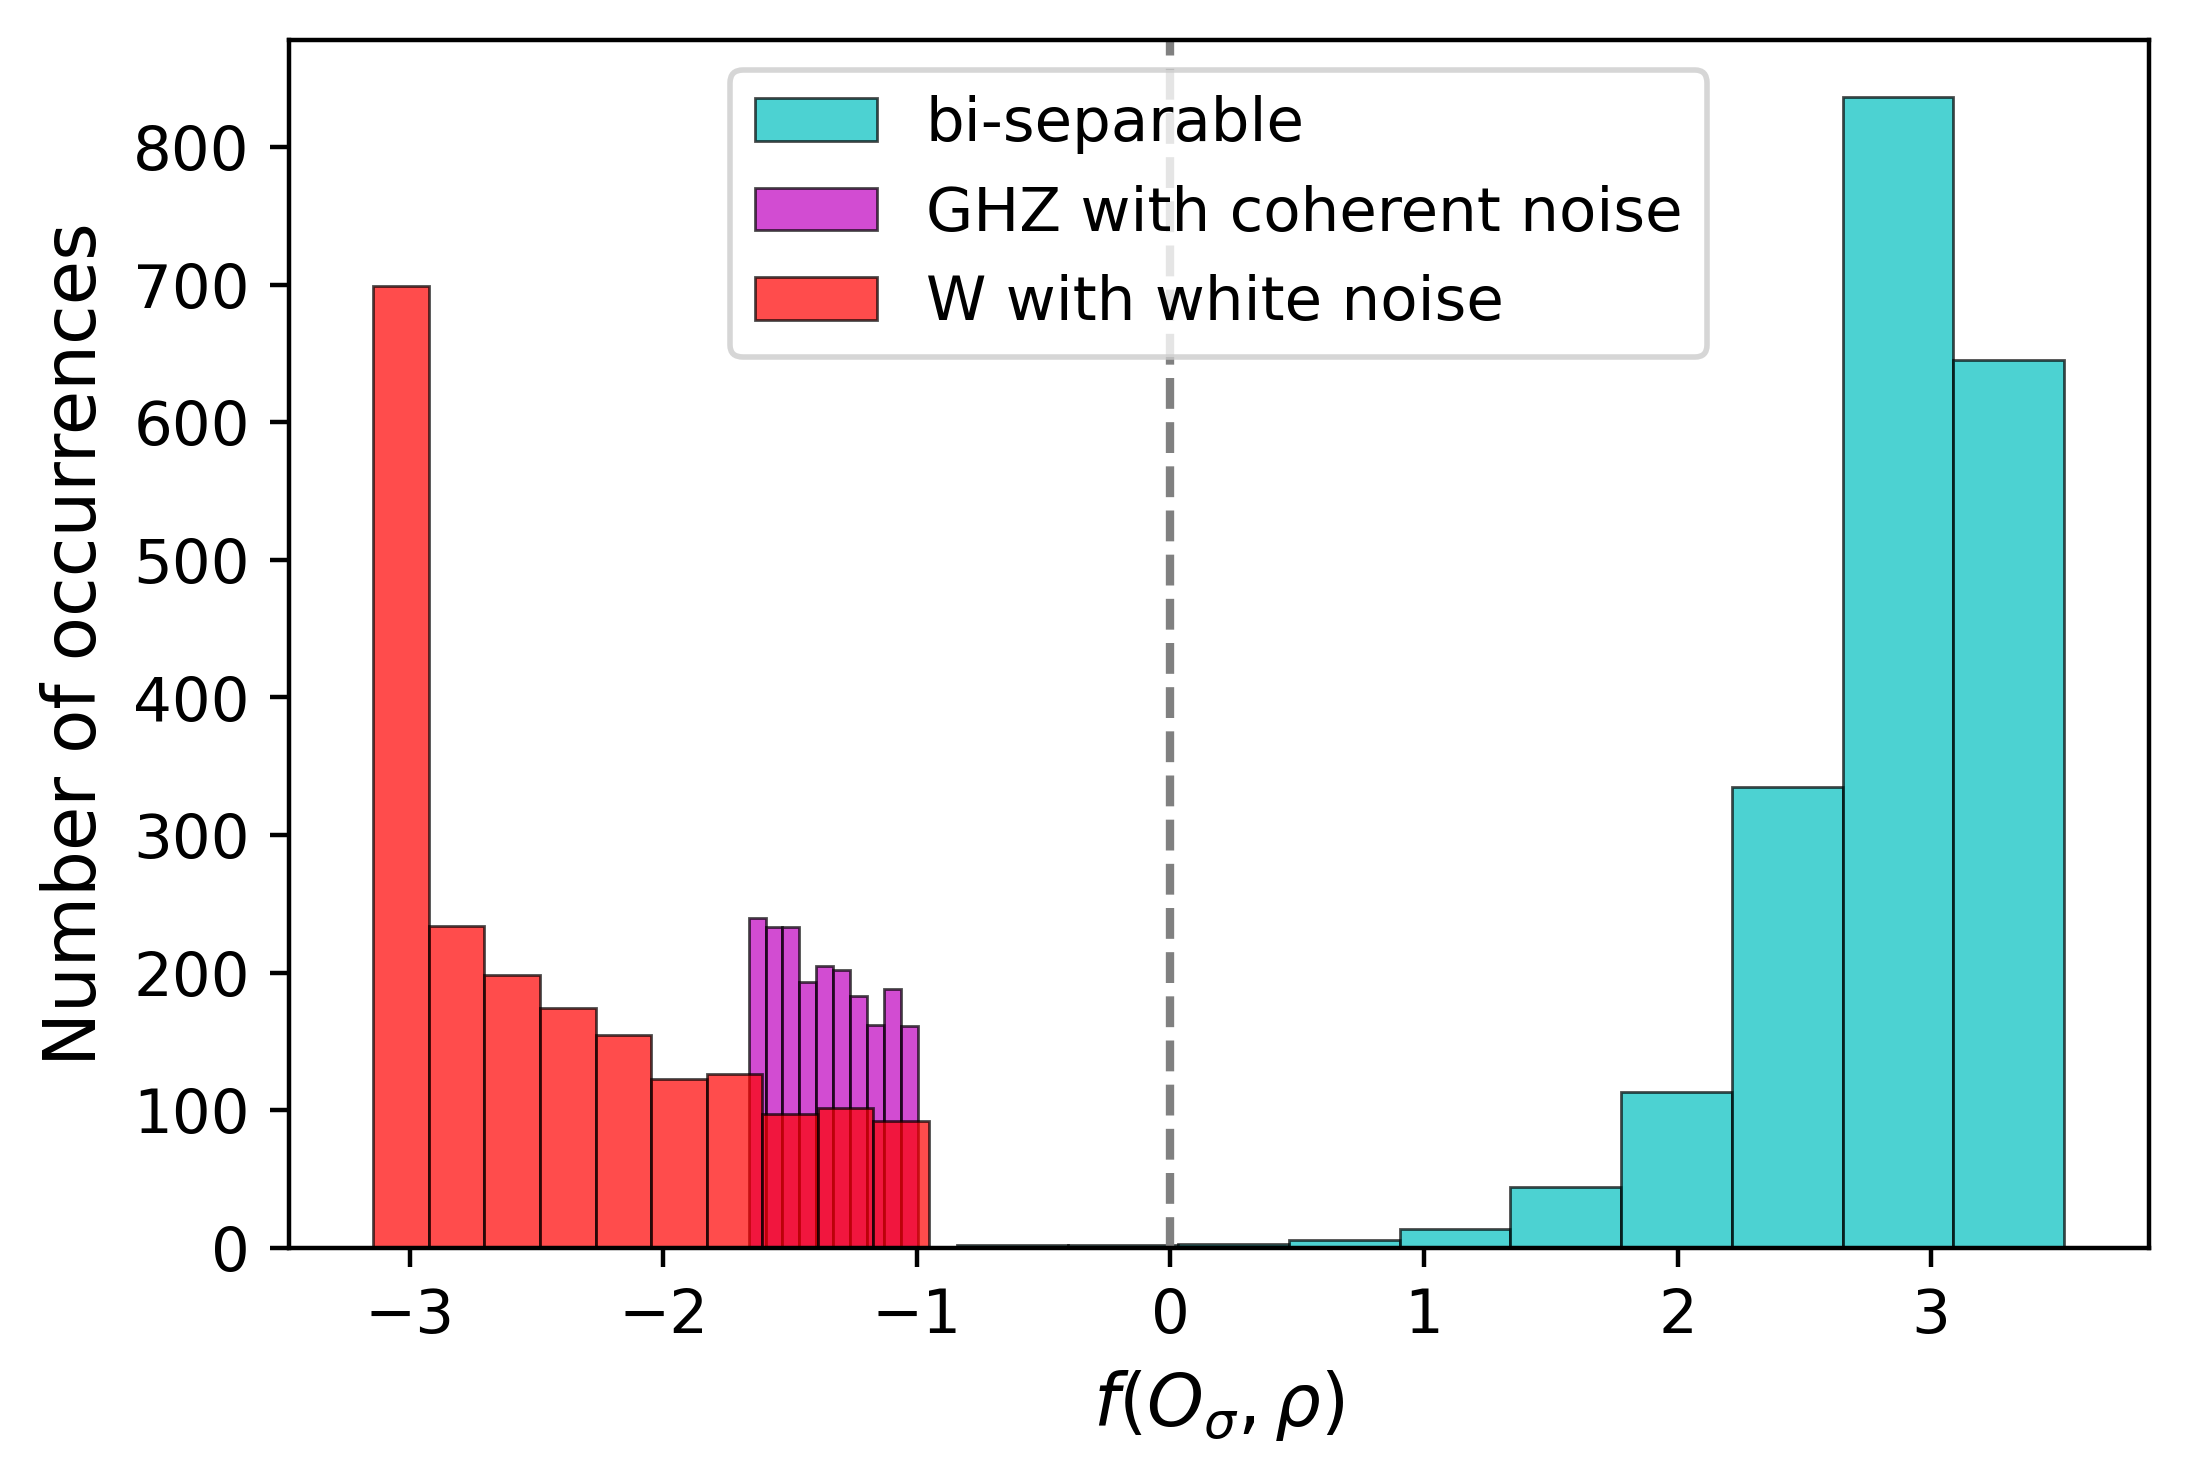 bi-separable
GHZ with coherent noise
W with white noise
Number of occurrences
800
700
600
500
400
300
200
100
0
−3 −2 −1 0 1 2 3
f(O_σ, ρ)